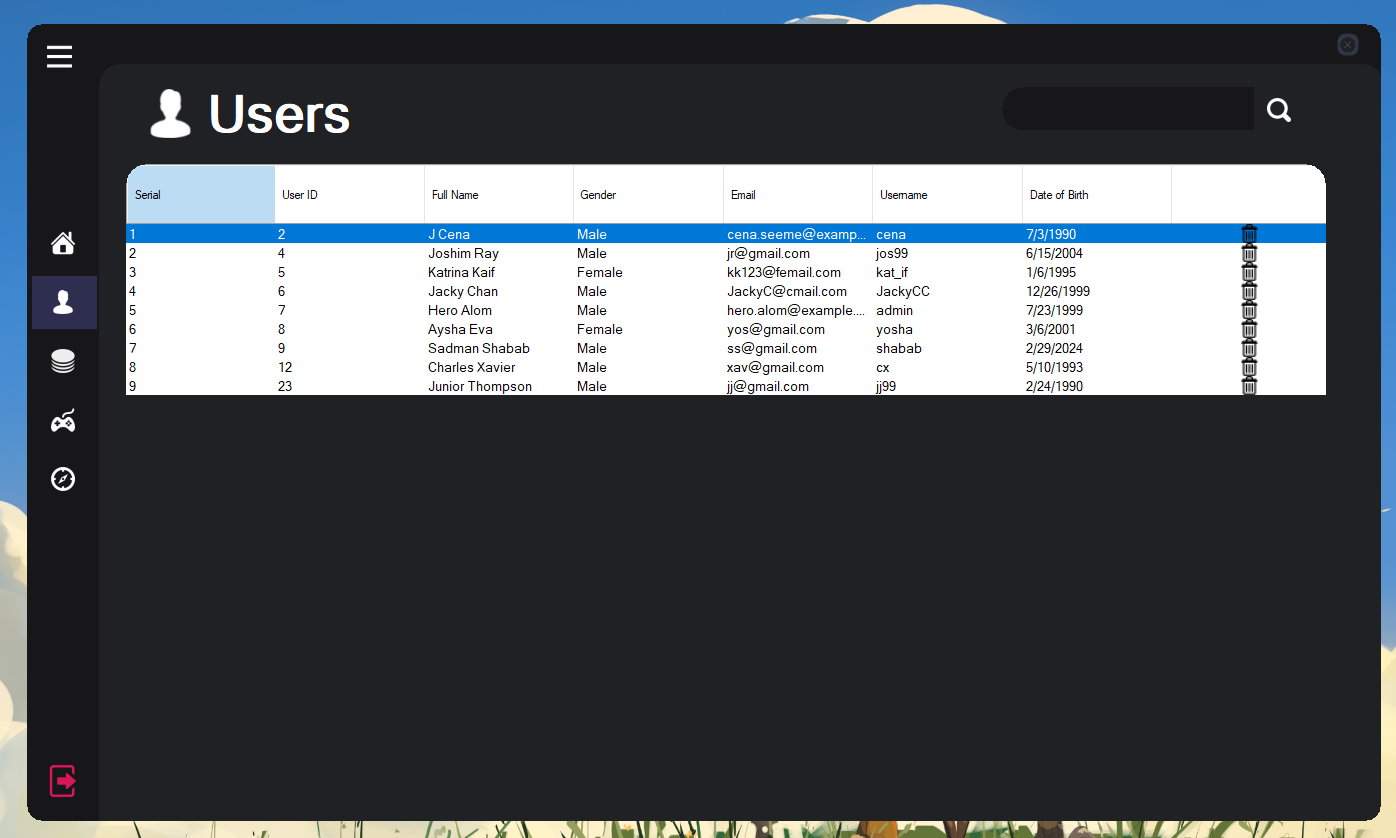 Users
Serial User ID Full Name Gender Email Username Date of Birth
1 2 J Cena Male cena.seeme@examp... cena 7/3/1990
2 4 Joshim Ray Male jr@gmail.com jos99 6/15/2004
3 5 Katrina Kaif Female kk123@femail.com kat_if 1/6/1995
4 6 Jacky Chan Male JackyC@cmail.com JackyCC 12/26/1999
5 7 Hero Alom Male hero.alom@example.... admin 7/23/1999
6 8 Aysha Eva Female yos@gmail.com yosha 3/6/2001
7 9 Sadman Shabab Male ss@gmail.com shabab 2/29/2024
8 12 Charles Xavier Male xav@gmail.com cx 5/10/1993
9 23 Junior Thompson Male jj@gmail.com jj99 2/24/1990